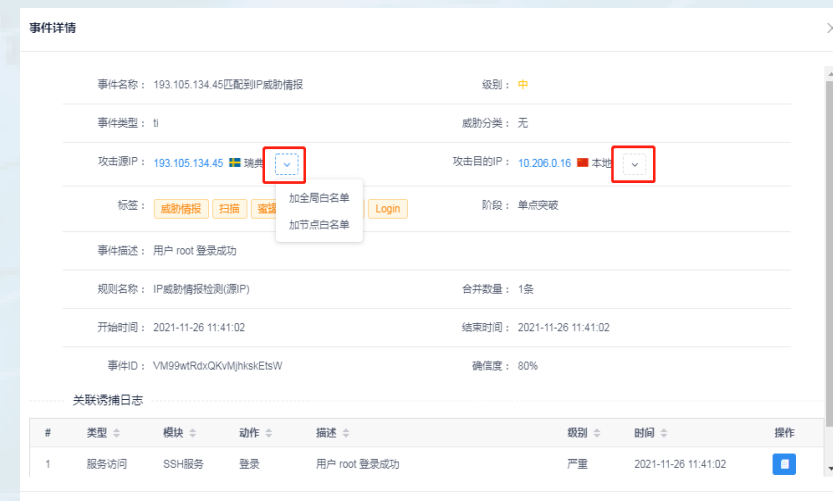 事件详情
事件名称： 193.105.134.45匹配到IP威胁情报 级别： 中
事件类型： ti 威胁分类： 无
攻击源IP： 193.105.134.45 瑞典 攻击目的IP： 10.206.0.16 本地
加全局白名单
标签： 威胁情报 扫描 Login 阶段： 单点突破
加节点白名单
事件描述： 用户 root 登录成功
规则名称： IP威胁情报检测(源IP) 合并数量： 1条
开始时间： 2021-11-26 11:41:02 结束时间： 2021-11-26 11:41:02
事件ID： VM99wtRdxQKvMjhkskEtsW 确信度： 80%
关联诱捕日志
# 类型 模块 动作 描述 级别 时间 操作
1 服务访问 SSH服务 登录 用户 root 登录成功 严重 2021-11-26 11:41:02